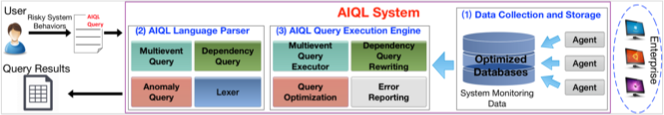 User
Risky System
Behaviors
AIQL
Query
Query Results
AIQL System
(2) AIQL Language Parser
Multievent
Query
Dependency
Query
Anomaly
Query
Lexer
(3) AIQL Query Execution Engine
Multievent
Query
Executor
Dependency
Query
Rewriting
Query
Optimization
Error
Reporting
(1) Data Collection and Storage
Optimized
Databases
System Monitoring
Data
Agent
Agent
Agent
Enterprise